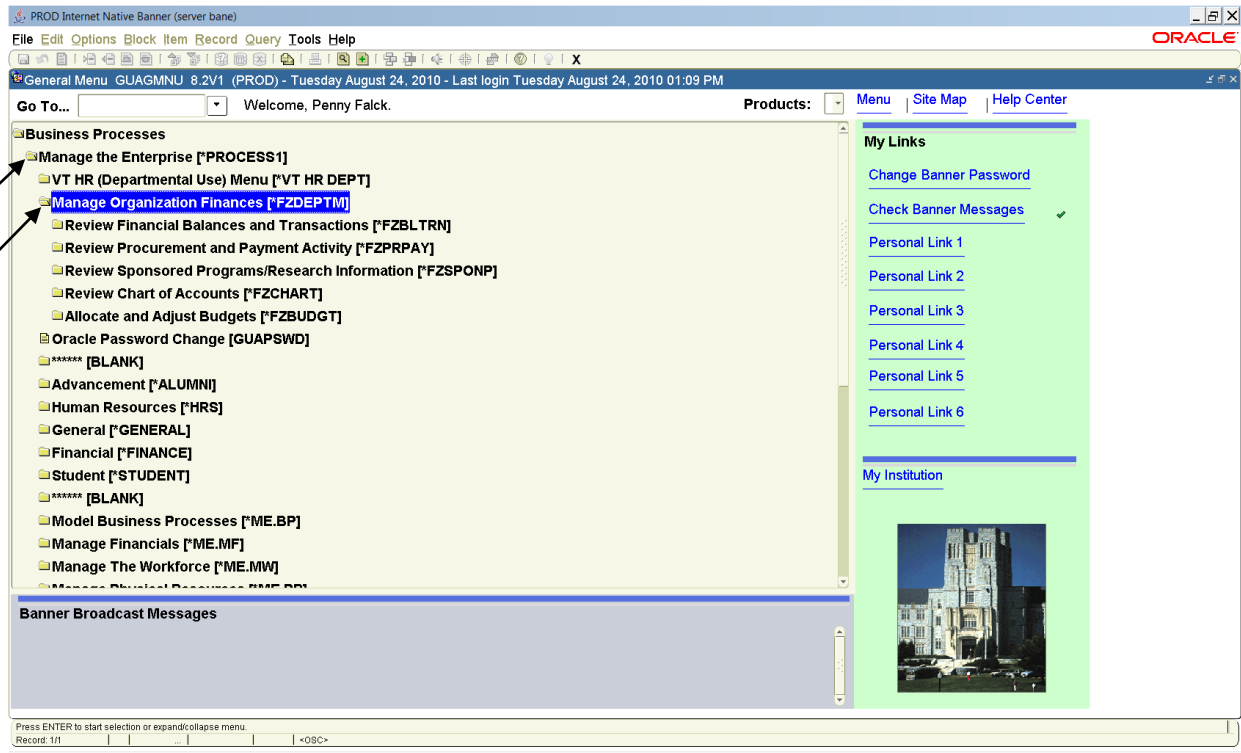 PROD Internet Native Banner (server bane)
File Edit Options Block Item Record Query Tools Help
ORACLE
General Menu GUAGMNU 8.2V1 (PROD) - Tuesday August 24, 2010 - Last login Tuesday August 24, 2010 01:09 PM
Go To... Welcome, Penny Falck. Products: Menu | Site Map | Help Center
Business Processes
Manage the Enterprise [*PROCESS1]
VT HR (Departmental Use) Menu [*VT HR DEPT]
Manage Organization Finances [*FZDEPTM]
Review Financial Balances and Transactions [*FZBLTRN]
Review Procurement and Payment Activity [*FZPRPAY]
Review Sponsored Programs/Research Information [*FZSPONP]
Review Chart of Accounts [*FZCHART]
Allocate and Adjust Budgets [*FZBUDGT]
Oracle Password Change [GUAPSWD]
****** [BLANK]
Advancement [*ALUMNI]
Human Resources [*HRS]
General [*GENERAL]
Financial [*FINANCE]
Student [*STUDENT]
****** [BLANK]
Model Business Processes [*ME.BP]
Manage Financials [*ME.MF]
Manage The Workforce [*ME.MW]
Manage Physical Resources [*ME.PR]
My Links
Change Banner Password
Check Banner Messages
Personal Link 1
Personal Link 2
Personal Link 3
Personal Link 4
Personal Link 5
Personal Link 6
My Institution
Banner Broadcast Messages
Press ENTER to start selection or expand/collapse menu.
Record: 1/1 | | ... | | <OSC>